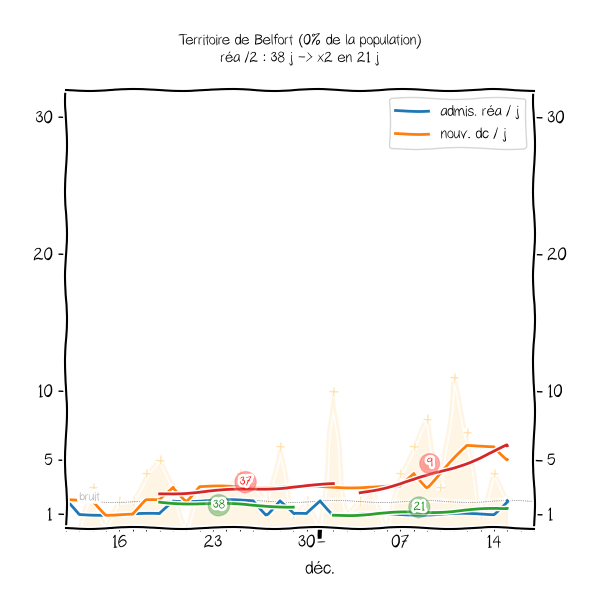 Territoire de Belfort (0% de la population)
réa /2 : 38 j -> x2 en 21 j
admis. réa / j
nouv. dc / j
30 30
20 20
10 10
5 5
1 1
bruit
37
38
9
21
16 23 30 07 14
déc.